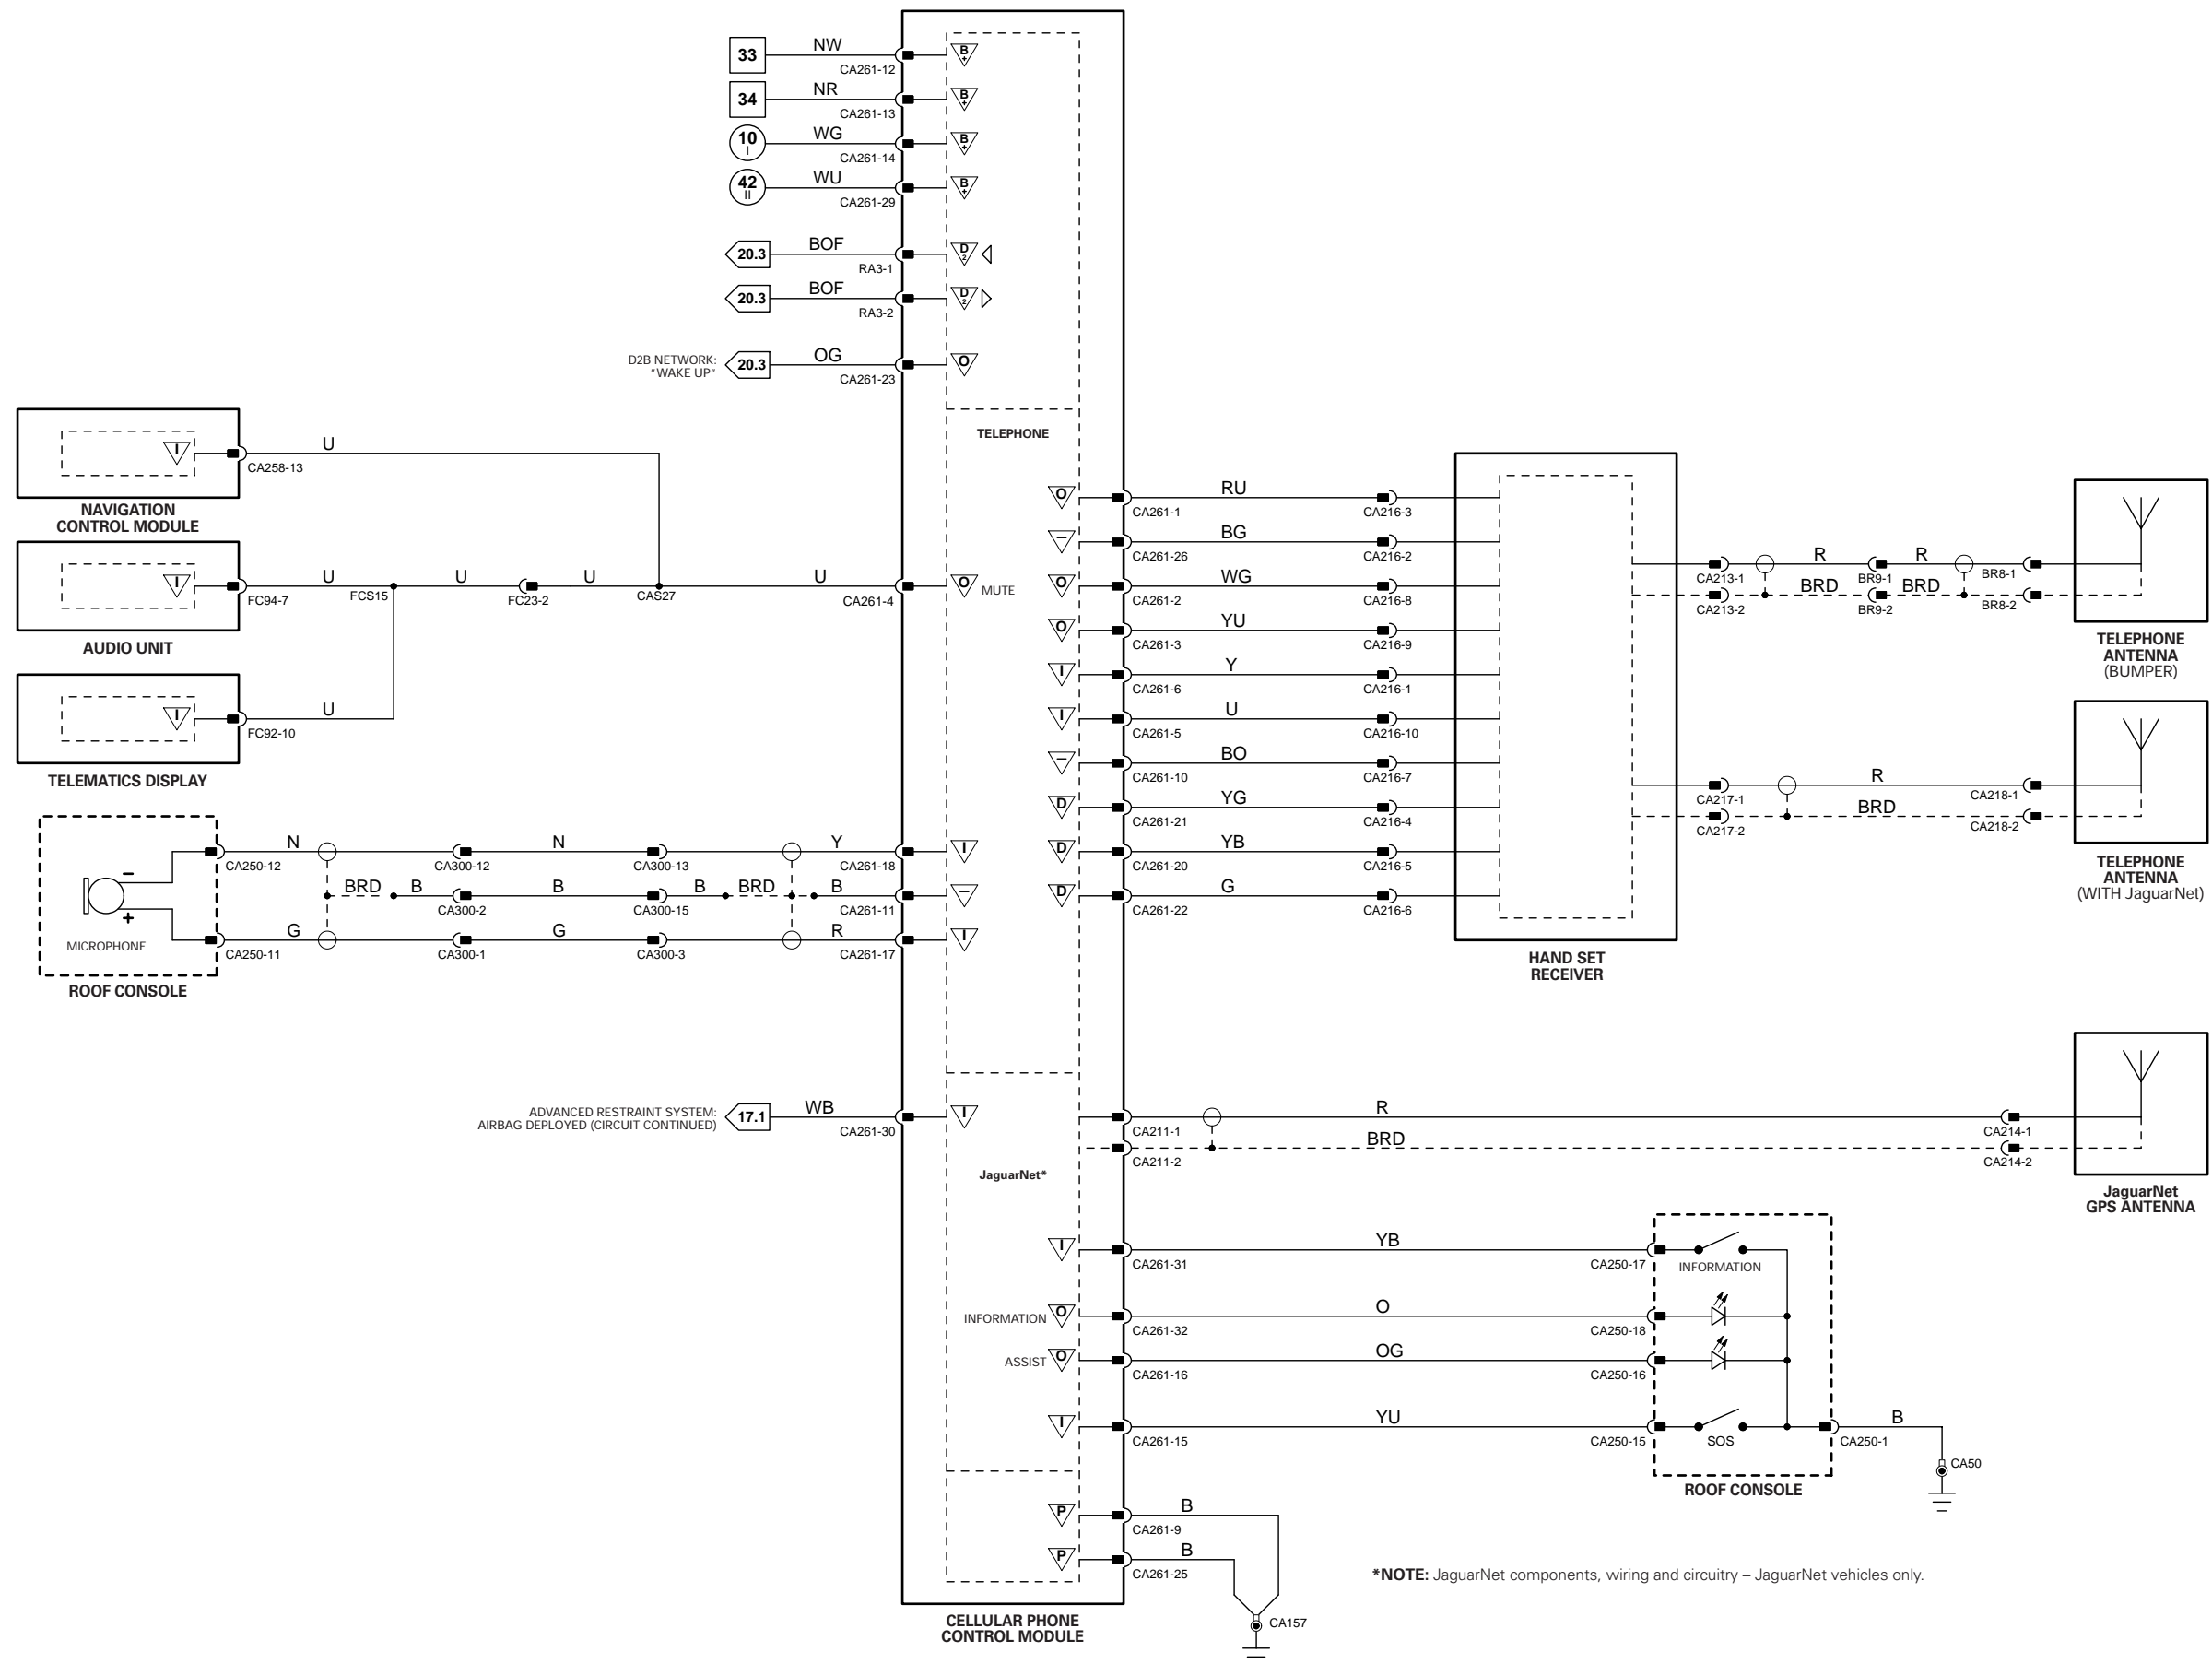 33 NW CA261-12 B+
34 NR CA261-13 B+
10 I WG CA261-14 B+
42 II WU CA261-29 B+
20.3 BOF RA3-1 D2
20.3 BOF RA3-2 D2
D2B NETWORK:
"WAKE UP"
20.3 OG CA261-23 O
TELEPHONE
I U CA258-13
NAVIGATION
CONTROL MODULE
I U FC94-7 FCS15 U FC23-2 U CAS27 U CA261-4 O MUTE
AUDIO UNIT
I U FC92-10
TELEMATICS DISPLAY
O CA261-1 RU CA216-3
– CA261-26 BG CA216-2
O CA261-2 WG CA216-8
O CA261-3 YU CA216-9
I CA261-6 Y CA216-1
I CA261-5 U CA216-10
– CA261-10 BO CA216-7
D CA261-21 YG CA216-4
D CA261-20 YB CA216-5
D CA261-22 G CA216-6
HAND SET
RECEIVER
CA213-1 R BR9-1 R BR8-1
CA213-2 BRD BR9-2 BRD BR8-2
TELEPHONE
ANTENNA
(BUMPER)
CA217-1 R CA218-1
CA217-2 BRD CA218-2
TELEPHONE
ANTENNA
(WITH JaguarNet)
– CA250-12 N CA300-12 N CA300-13 Y CA261-18 I
BRD B CA300-2 B CA300-15 B BRD B CA261-11 –
+ CA250-11 G CA300-1 G CA300-3 R CA261-17 I
MICROPHONE
ROOF CONSOLE
ADVANCED RESTRAINT SYSTEM:
AIRBAG DEPLOYED (CIRCUIT CONTINUED)
17.1 WB CA261-30 I
JaguarNet*
CA211-1 R CA214-1
CA211-2 BRD CA214-2
JaguarNet
GPS ANTENNA
I CA261-31 YB CA250-17 INFORMATION
INFORMATION O CA261-32 O CA250-18
ASSIST O CA261-16 OG CA250-16
I CA261-15 YU CA250-15 SOS CA250-1 B CA50
ROOF CONSOLE
P CA261-9 B
P CA261-25 B
CA157
*NOTE: JaguarNet components, wiring and circuitry – JaguarNet vehicles only.
CELLULAR PHONE
CONTROL MODULE